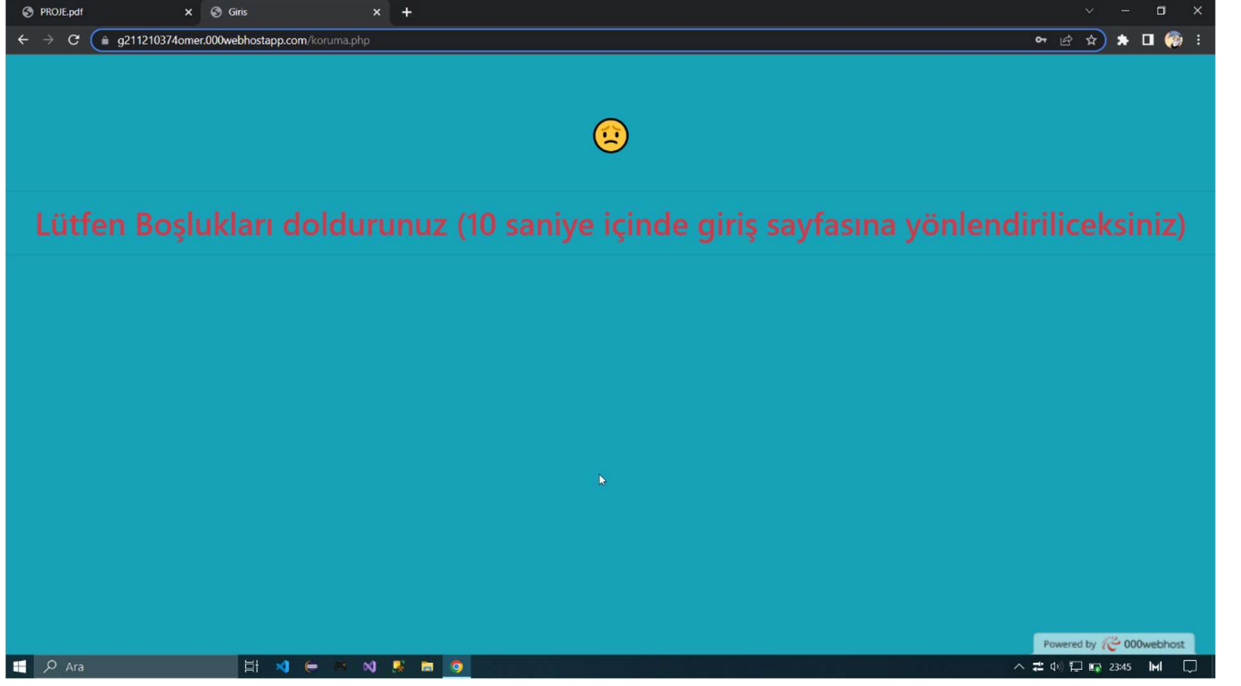 PROJE.pdf
Giris
g211210374omer.000webhostapp.com/koruma.php
Lütfen Boşlukları doldurunuz (10 saniye içinde giriş sayfasına yönlendiriliceksiniz)
Powered by 000webhost
Ara
23:45